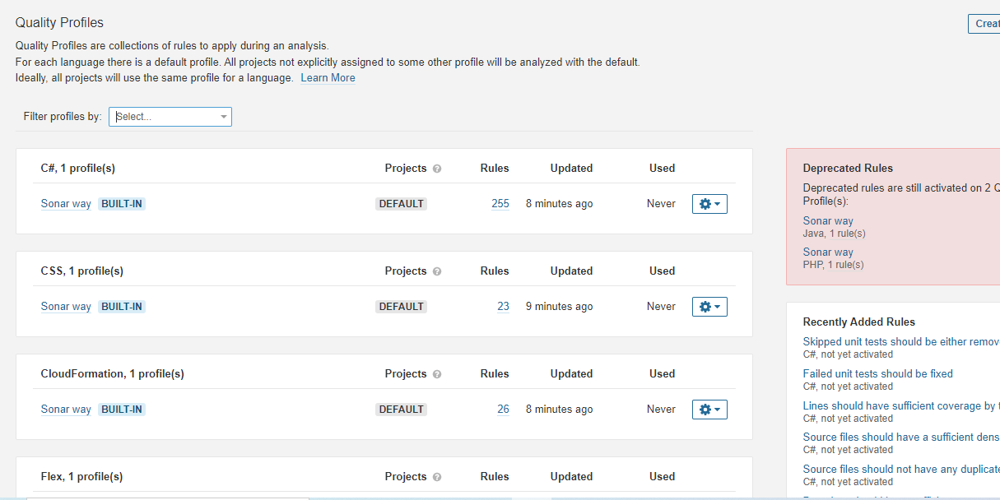 Quality Profiles
Creat
Quality Profiles are collections of rules to apply during an analysis.
For each language there is a default profile. All projects not explicitly assigned to some other profile will be analyzed with the default.
Ideally, all projects will use the same profile for a language. Learn More
Filter profiles by: Select...
C#, 1 profile(s) Projects ? Rules Updated Used
Sonar way BUILT-IN DEFAULT 255 8 minutes ago Never
CSS, 1 profile(s) Projects ? Rules Updated Used
Sonar way BUILT-IN DEFAULT 23 9 minutes ago Never
CloudFormation, 1 profile(s) Projects ? Rules Updated Used
Sonar way BUILT-IN DEFAULT 26 8 minutes ago Never
Flex, 1 profile(s) Projects ? Rules Updated Used
Deprecated Rules
Deprecated rules are still activated on 2 Q
Profile(s):
Sonar way
Java, 1 rule(s)
Sonar way
PHP, 1 rule(s)
Recently Added Rules
Skipped unit tests should be either remov
C#, not yet activated
Failed unit tests should be fixed
C#, not yet activated
Lines should have sufficient coverage by t
C#, not yet activated
Source files should have a sufficient dens
C#, not yet activated
Source files should not have any duplicate
C#, not yet activated